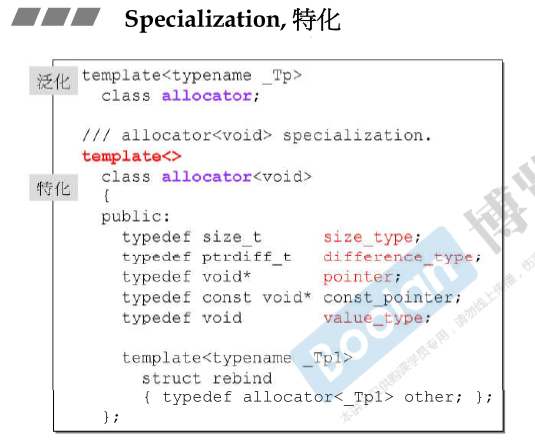 Specialization, 特化
泛化
template<typename _Tp>
class allocator;
/// allocator<void> specialization.
template<>
特化
class allocator<void>
{
public:
typedef size_t size_type;
typedef ptrdiff_t difference_type;
typedef void* pointer;
typedef const void* const_pointer;
typedef void value_type;
template<typename _Tp1>
struct rebind
{ typedef allocator<_Tp1> other; };
};
Boolan 博